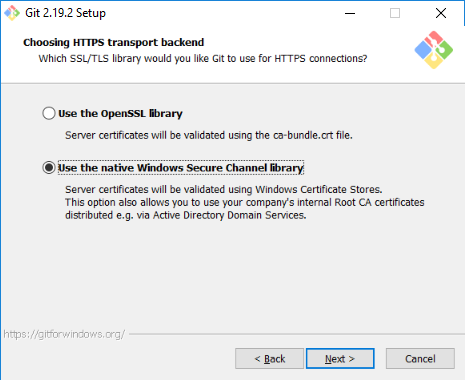 Git 2.19.2 Setup
Choosing HTTPS transport backend
Which SSL/TLS library would you like Git to use for HTTPS connections?
Use the OpenSSL library
Server certificates will be validated using the ca-bundle.crt file.
Use the native Windows Secure Channel library
Server certificates will be validated using Windows Certificate Stores.
This option also allows you to use your company's internal Root CA certificates
distributed e.g. via Active Directory Domain Services.
https://gitforwindows.org/
< Back
Next >
Cancel